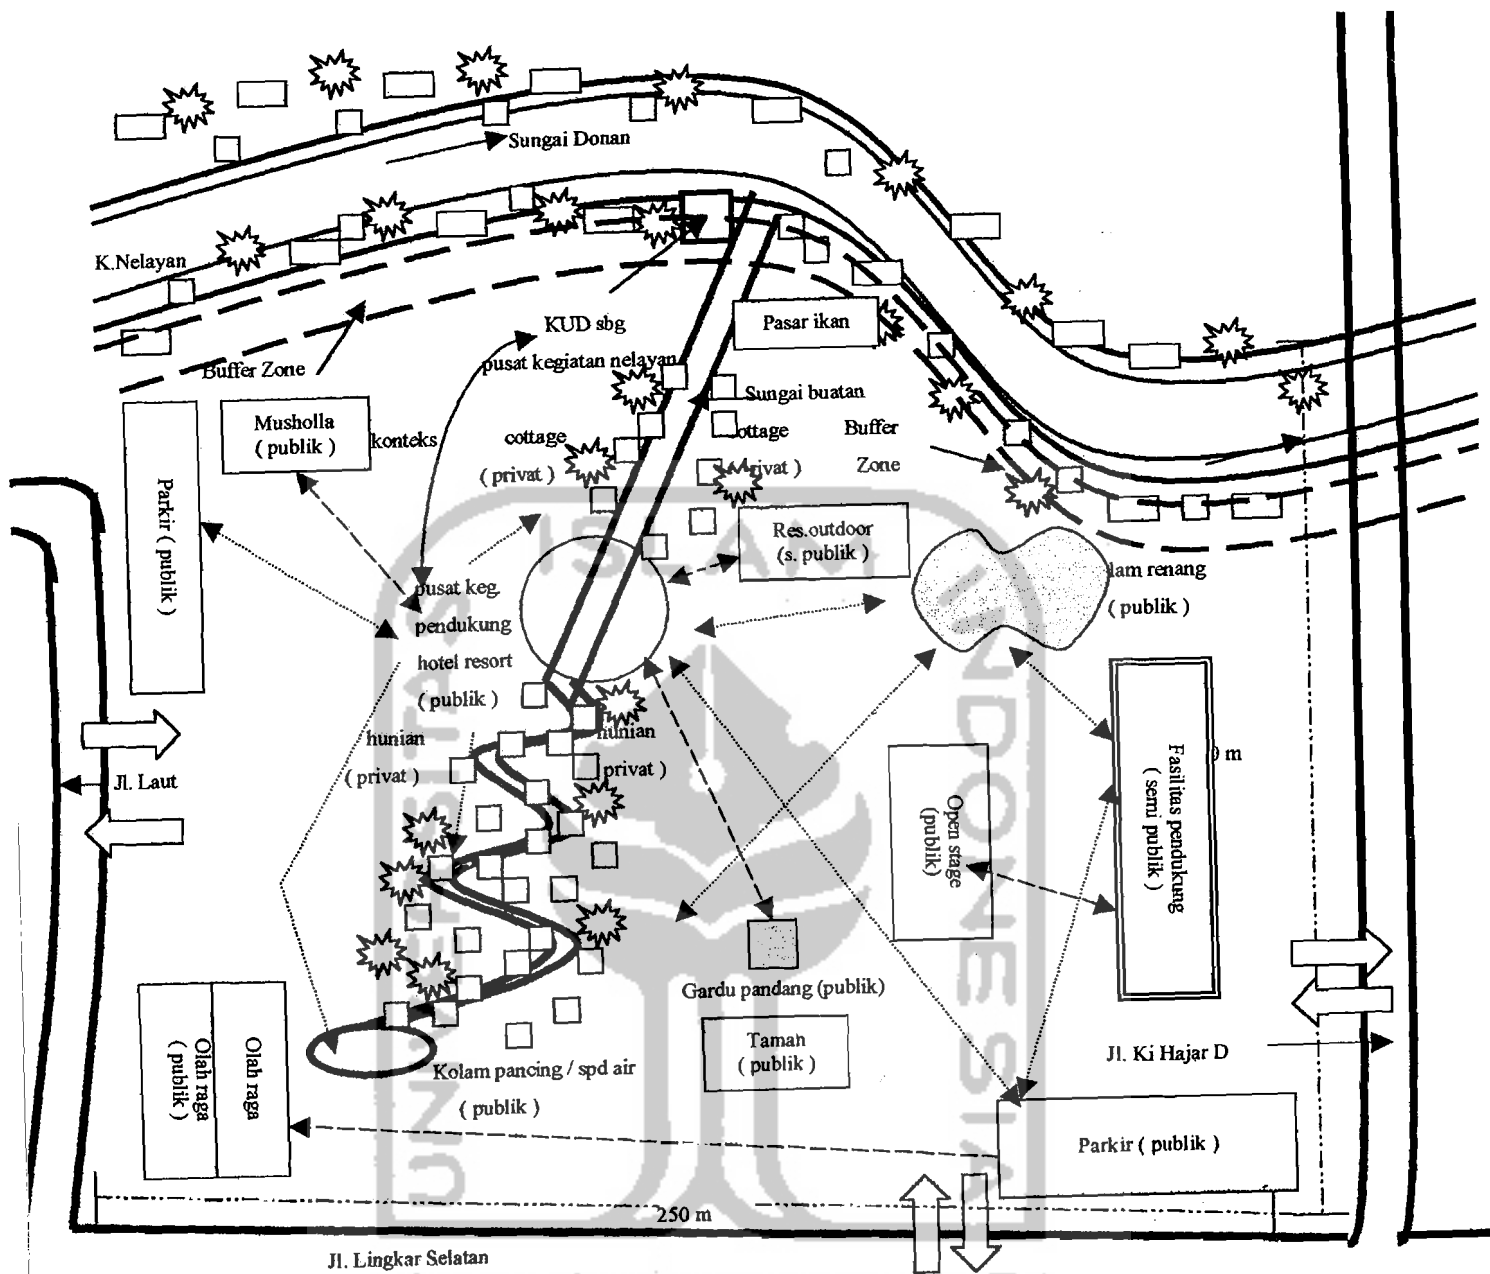 Sungai Donan
K.Nelayan
KUD sbg
pusat kegiatan nelayan
Pasar ikan
Buffer Zone
Sungai buatan
Musholla
( publik )
konteks
cottage
( privat )
ottage
rivat )
Buffer
Zone
Parkir ( publik )
Res.outdoor
(s. publik )
lam renang
( publik )
pusat keg.
pendukung
hotel resort
( publik )
hunian
( privat )
hunian
privat )
Jl. Laut
Open stage
(publik)
Fasilitas pendukung
( semi publik )
m
Gardu pandang (publik)
Taman
( publik )
Olah raga
( publik )
Olah raga
Kolam pancing / spd air
( publik )
Jl. Ki Hajar D
Parkir ( publik )
250 m
Jl. Lingkar Selatan
UNIVERSITAS
ISLAM
INDONESIA